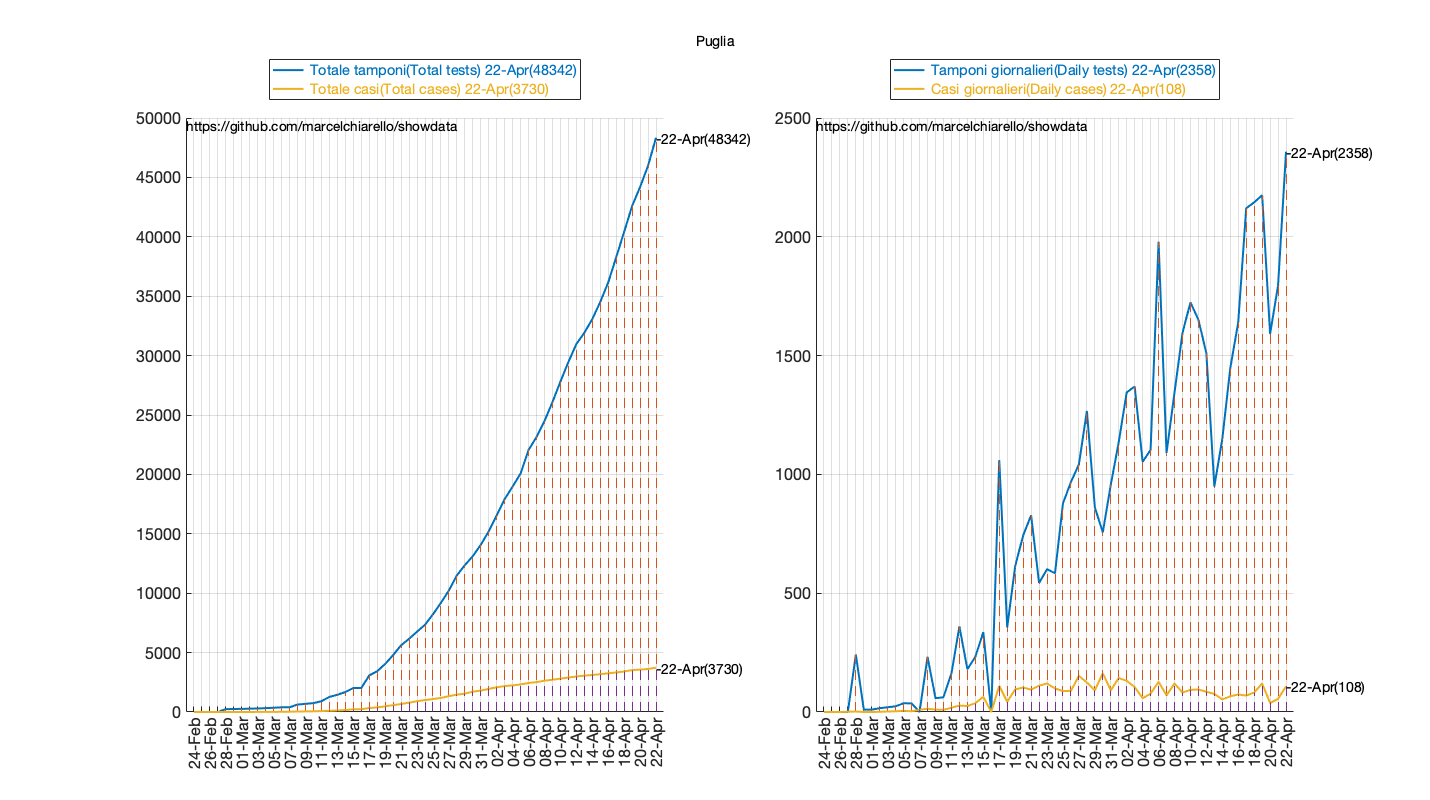 Puglia
Totale tamponi(Total tests) 22-Apr(48342)
Totale casi(Total cases) 22-Apr(3730)
50000
45000
40000
35000
30000
25000
20000
15000
10000
5000
0
https://github.com/marcelchiarello/showdata
22-Apr(48342)
22-Apr(3730)
24-Feb
26-Feb
28-Feb
01-Mar
03-Mar
05-Mar
07-Mar
09-Mar
11-Mar
13-Mar
15-Mar
17-Mar
19-Mar
21-Mar
23-Mar
25-Mar
27-Mar
29-Mar
31-Mar
02-Apr
04-Apr
06-Apr
08-Apr
10-Apr
12-Apr
14-Apr
16-Apr
18-Apr
20-Apr
22-Apr
Tamponi giornalieri(Daily tests) 22-Apr(2358)
Casi giornalieri(Daily cases) 22-Apr(108)
2500
2000
1500
1000
500
0
https://github.com/marcelchiarello/showdata
22-Apr(2358)
22-Apr(108)
24-Feb
26-Feb
28-Feb
01-Mar
03-Mar
05-Mar
07-Mar
09-Mar
11-Mar
13-Mar
15-Mar
17-Mar
19-Mar
21-Mar
23-Mar
25-Mar
27-Mar
29-Mar
31-Mar
02-Apr
04-Apr
06-Apr
08-Apr
10-Apr
12-Apr
14-Apr
16-Apr
18-Apr
20-Apr
22-Apr